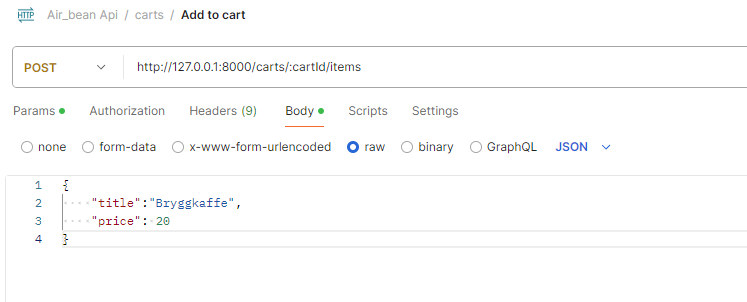 HTTP Air_bean Api / carts / Add to cart
POST http://127.0.0.1:8000/carts/:cartId/items
Params Authorization Headers (9) Body Scripts Settings
none form-data x-www-form-urlencoded raw binary GraphQL JSON
1 {
2 "title":"Bryggkaffe",
3 "price": 20
4 }